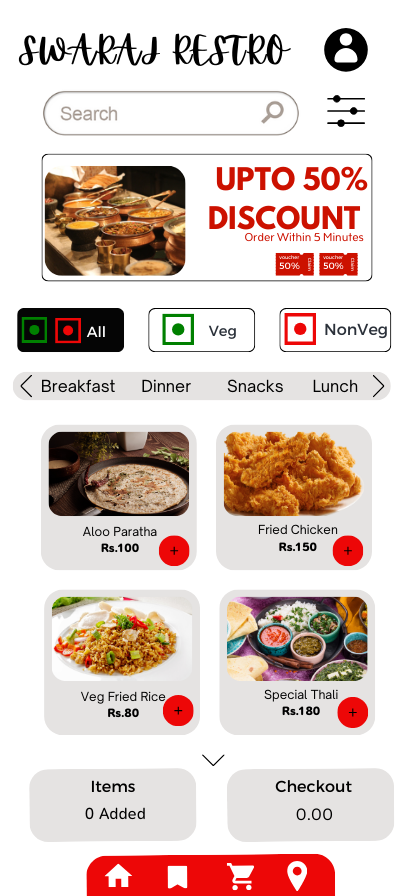 SWARAJ RESTRO
Search
UPTO 50%
DISCOUNT
Order Within 5 Minutes
voucher
50%
Claim
voucher
50%
Claim
All
Veg
NonVeg
Breakfast Dinner Snacks Lunch
Aloo Paratha
Rs.100
+
Fried Chicken
Rs.150
+
Veg Fried Rice
Rs.80
+
Special Thali
Rs.180
+
Items
0 Added
Checkout
0.00